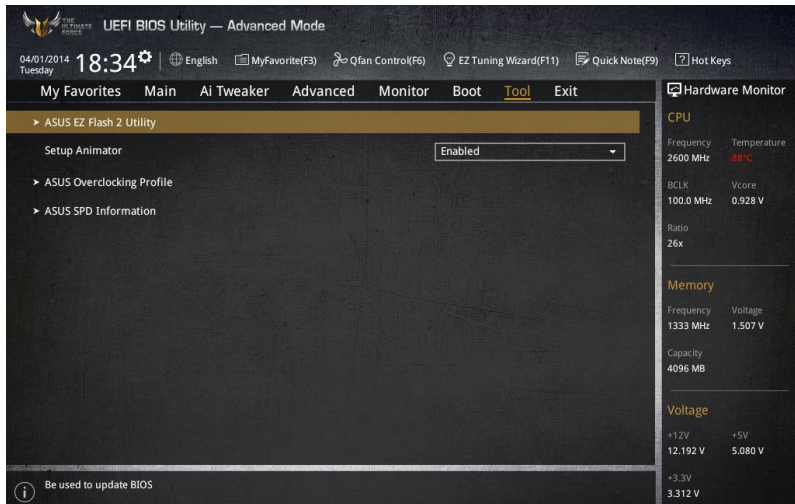 THE
ULTIMATE
FORCE
UEFI BIOS Utility — Advanced Mode
04/01/2014
Tuesday
18:34
English
MyFavorite(F3)
Qfan Control(F6)
EZ Tuning Wizard(F11)
Quick Note(F9)
? Hot Keys
My Favorites Main Ai Tweaker Advanced Monitor Boot Tool Exit
Hardware Monitor
> ASUS EZ Flash 2 Utility
Setup Animator Enabled
> ASUS Overclocking Profile
> ASUS SPD Information
CPU
Frequency Temperature
2600 MHz 88°C
BCLK Vcore
100.0 MHz 0.928 V
Ratio
26x
Memory
Frequency Voltage
1333 MHz 1.507 V
Capacity
4096 MB
Voltage
+12V +5V
12.192 V 5.080 V
+3.3V
3.312 V
i Be used to update BIOS